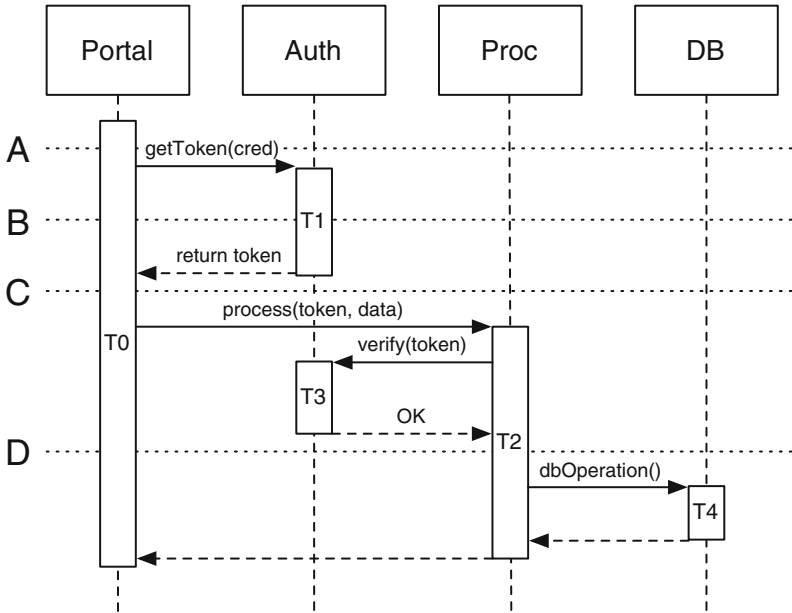 Portal
Auth
Proc
DB
A
getToken(cred)
B
T1
return token
C
process(token, data)
T0
verify(token)
T3
OK
D
T2
dbOperation()
T4